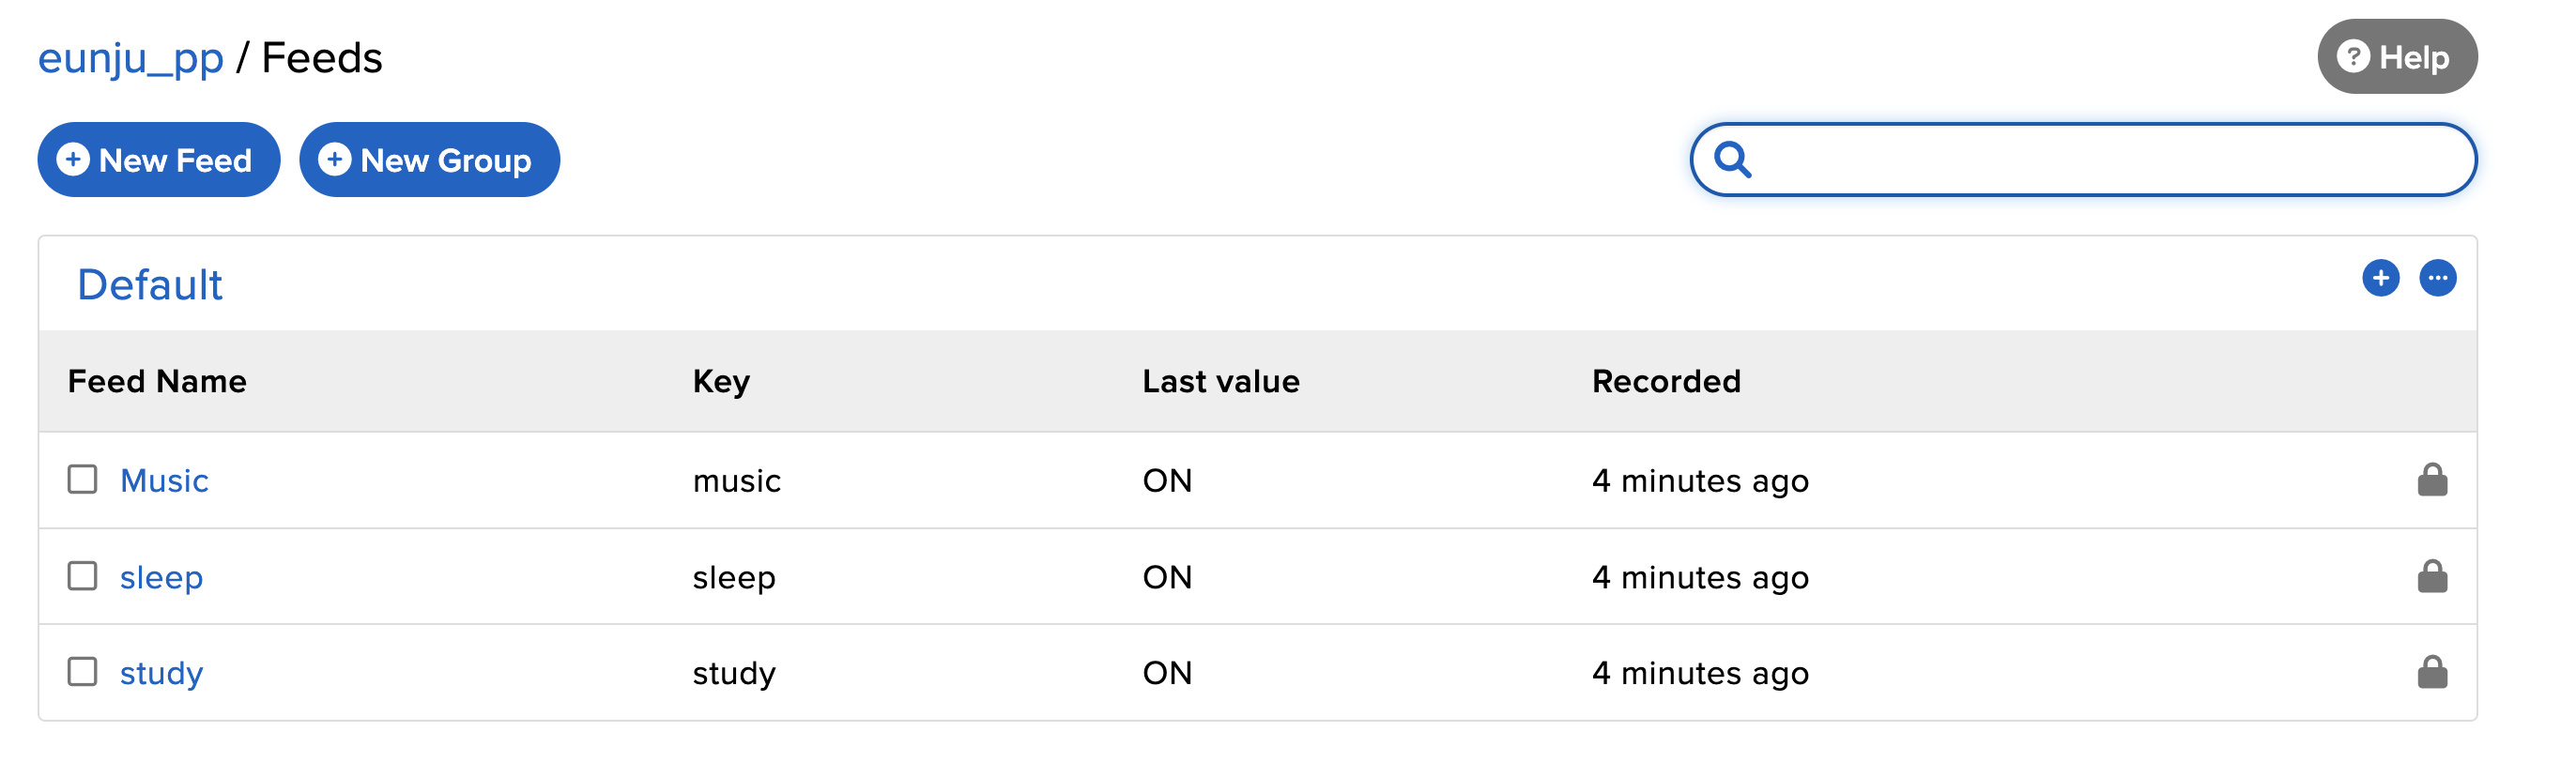 eunju_pp / Feeds
? Help
+ New Feed + New Group
Default
Feed Name Key Last value Recorded
Music music ON 4 minutes ago
sleep sleep ON 4 minutes ago
study study ON 4 minutes ago